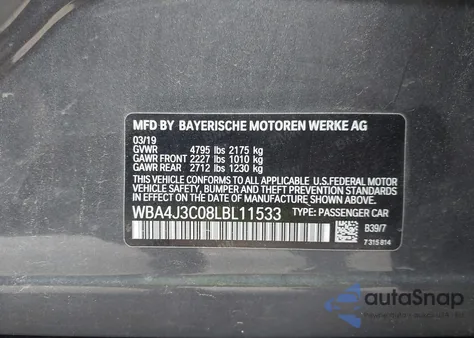 MFD BY BAYERISCHE MOTOREN WERKE AG
03/19
GVWR 4795 lbs 2175 kg
GAWR FRONT 2227 lbs 1010 kg
GAWR REAR 2712 lbs 1230 kg
THIS VEHICLE CONFORMS TO ALL APPLICABLE U.S.FEDERAL MOTOR
VEHICLE SAFETY, BUMPER, AND THEFT PREVENTION STANDARDS
IN EFFECT ON THE DATE OF MANUFACTURE SHOWN ABOVE.
WBA4J3C08LBL11533 TYPE: PASSENGER CAR
B39/7
7 315 814
autoSnap